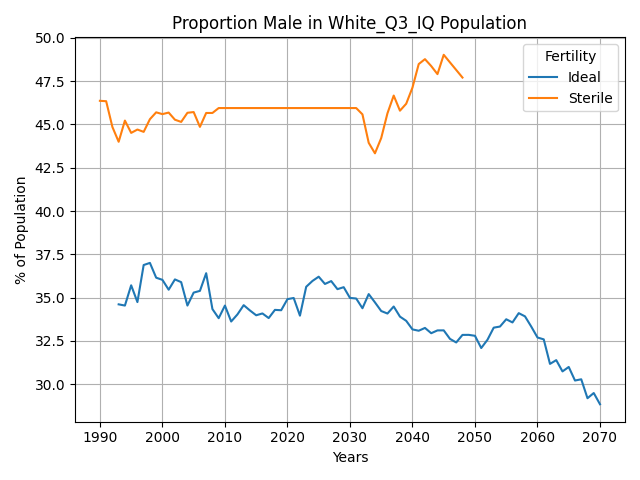 Proportion Male in White_Q3_IQ Population
50.0
47.5
45.0
42.5
40.0
37.5
35.0
32.5
30.0
% of Population
Fertility
Ideal
Sterile
1990 2000 2010 2020 2030 2040 2050 2060 2070
Years